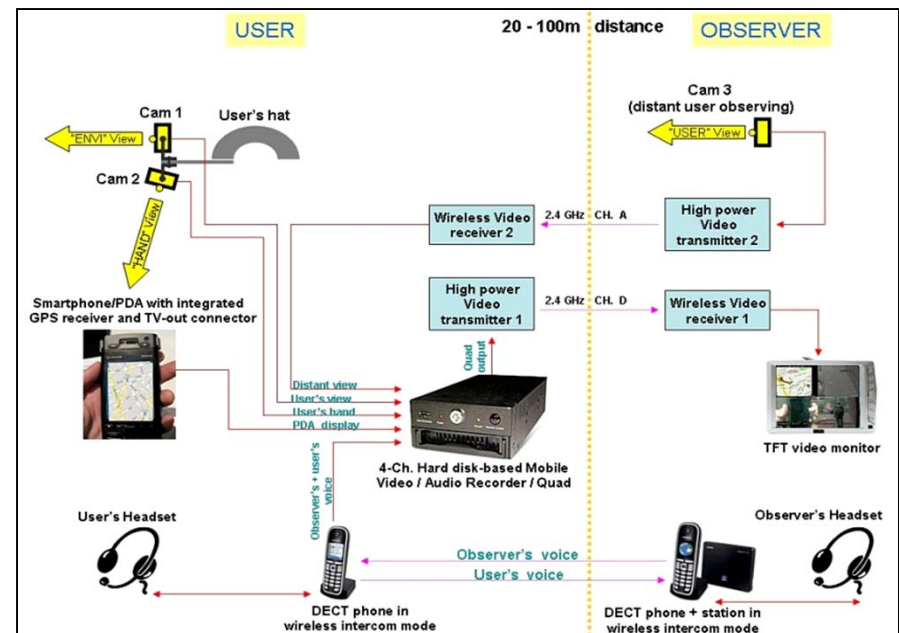 USER
20 - 100m distance
OBSERVER
Cam 1
User's hat
"ENVI" View
Cam 2
"HAND" View
Cam 3
(distant user observing)
"USER" View
Wireless Video
receiver 2
2.4 GHz CH. A
High power
Video
transmitter 2
High power
Video
transmitter 1
2.4 GHz CH. D
Wireless Video
receiver 1
Smartphone/PDA with integrated
GPS receiver and TV-out connector
Quad
output
Distant view
User's view
User's hand
PDA display
4-Ch. Hard disk-based Mobile
Video / Audio Recorder / Quad
TFT video monitor
Observer's + user's
voice
User's Headset
Observer's Headset
Observer's voice
User's voice
DECT phone in
wireless intercom mode
DECT phone + station in
wireless intercom mode